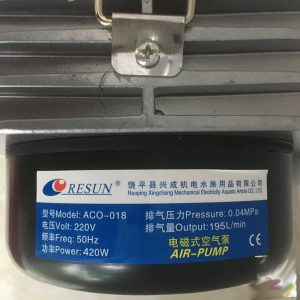 RESUN
饶平县兴成机电水族用品有限公司
Raoping Xingcheng Mechanical Electricity Aquatic Article CO., LTD.
型号Model: ACO-018
电压Volt: 220V
频率Freq: 50Hz
功率Power: 420W
排气压力Pressure: 0.04MPa
排气量Output: 195L/min
电磁式空气泵
AIR-PUMP